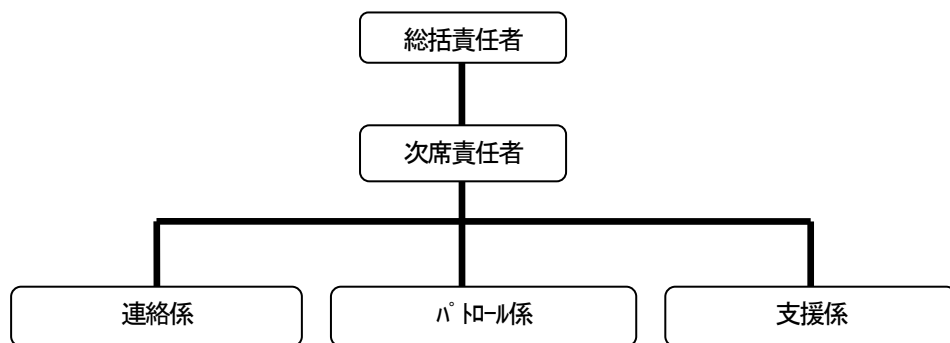 総括責任者
次席責任者
連絡係
ﾊﾟﾄﾛｰﾙ係
支援係